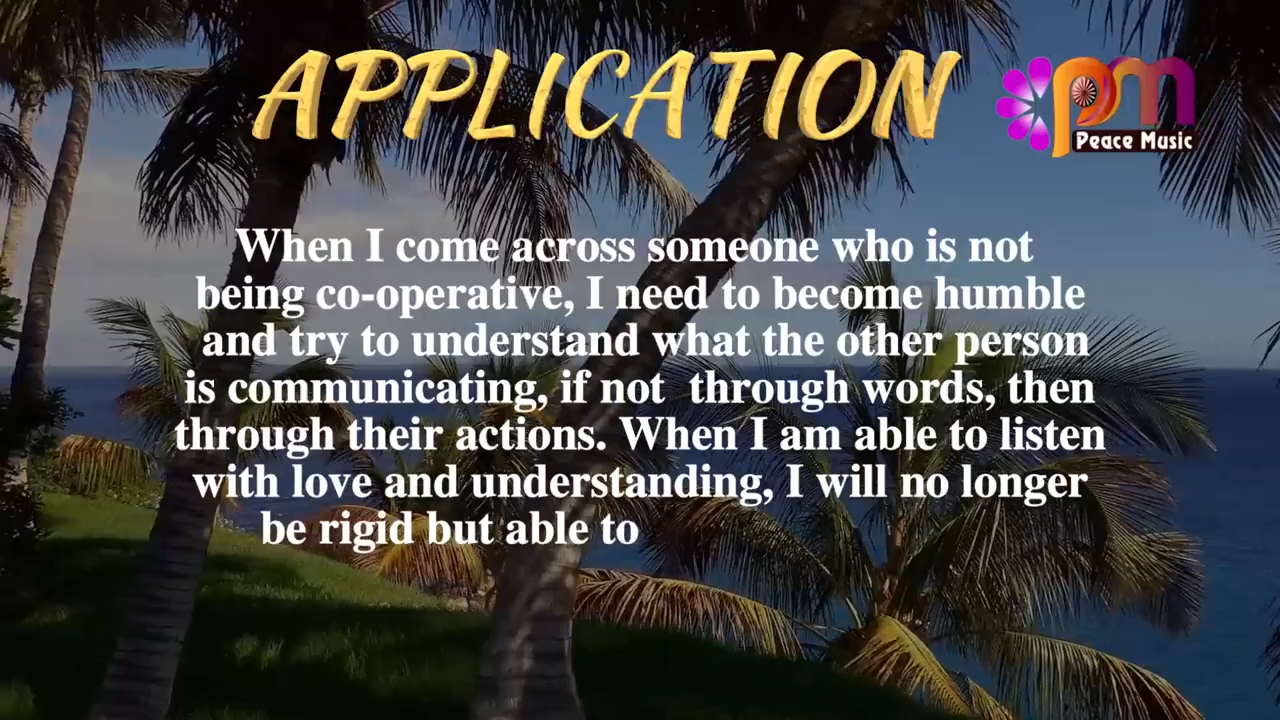 APPLICATION
pm
Peace Music
When I come across someone who is not
being co-operative, I need to become humble
and try to understand what the other person
is communicating, if not through words, then
through their actions. When I am able to listen
with love and understanding, I will no longer
be rigid but able to